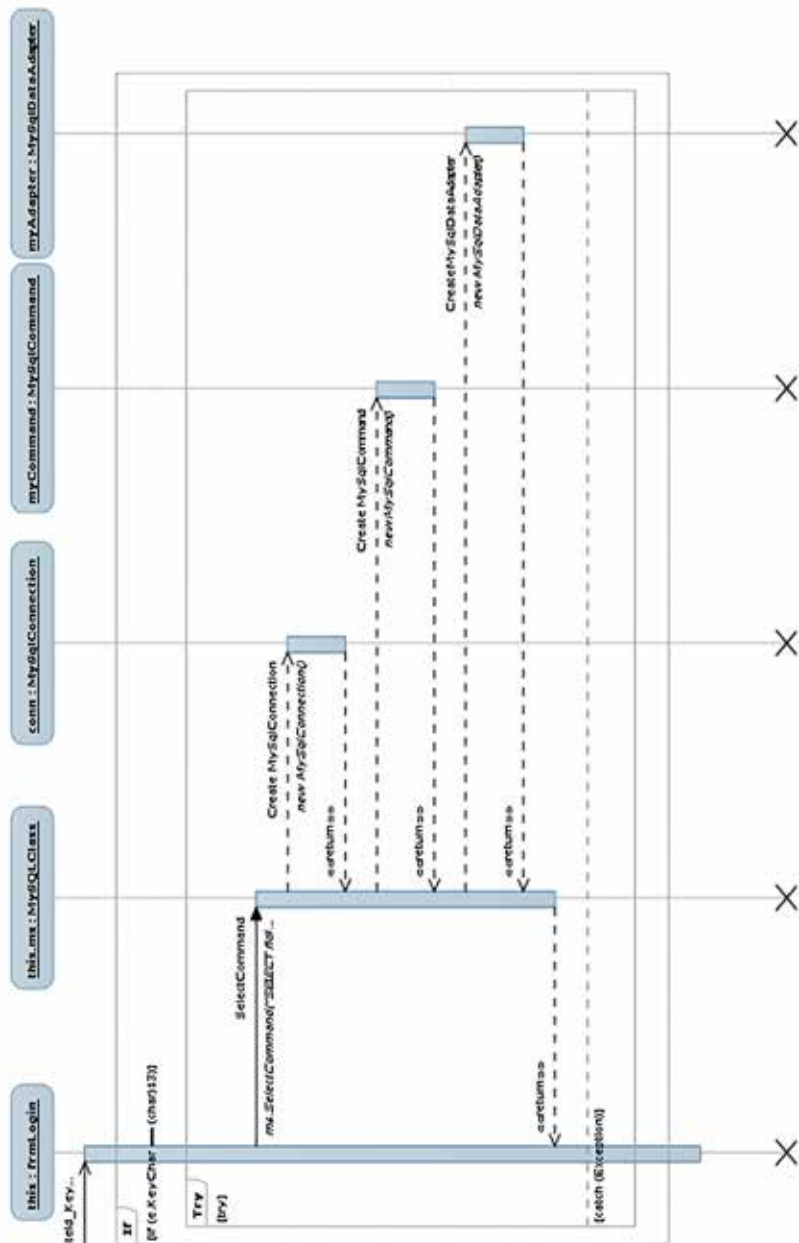 this : frmLogin
this.ms : MySQLClass
conn : MySqlConnection
myCommand : MySqlCommand
myAdapter : MySqlDataAdapter
If
[if (e.KeyChar == (char)13)]
Try
[try]
SelectCommand
ms.SelectCommand("SELECT
Create MySqlConnection
new MySqlConnection()
<<return>>
Create MySqlCommand
new MySqlCommand()
<<return>>
Create MySqlDataAdapter
new MySqlDataAdapter()
<<return>>
<<return>>
[catch (Exception)]